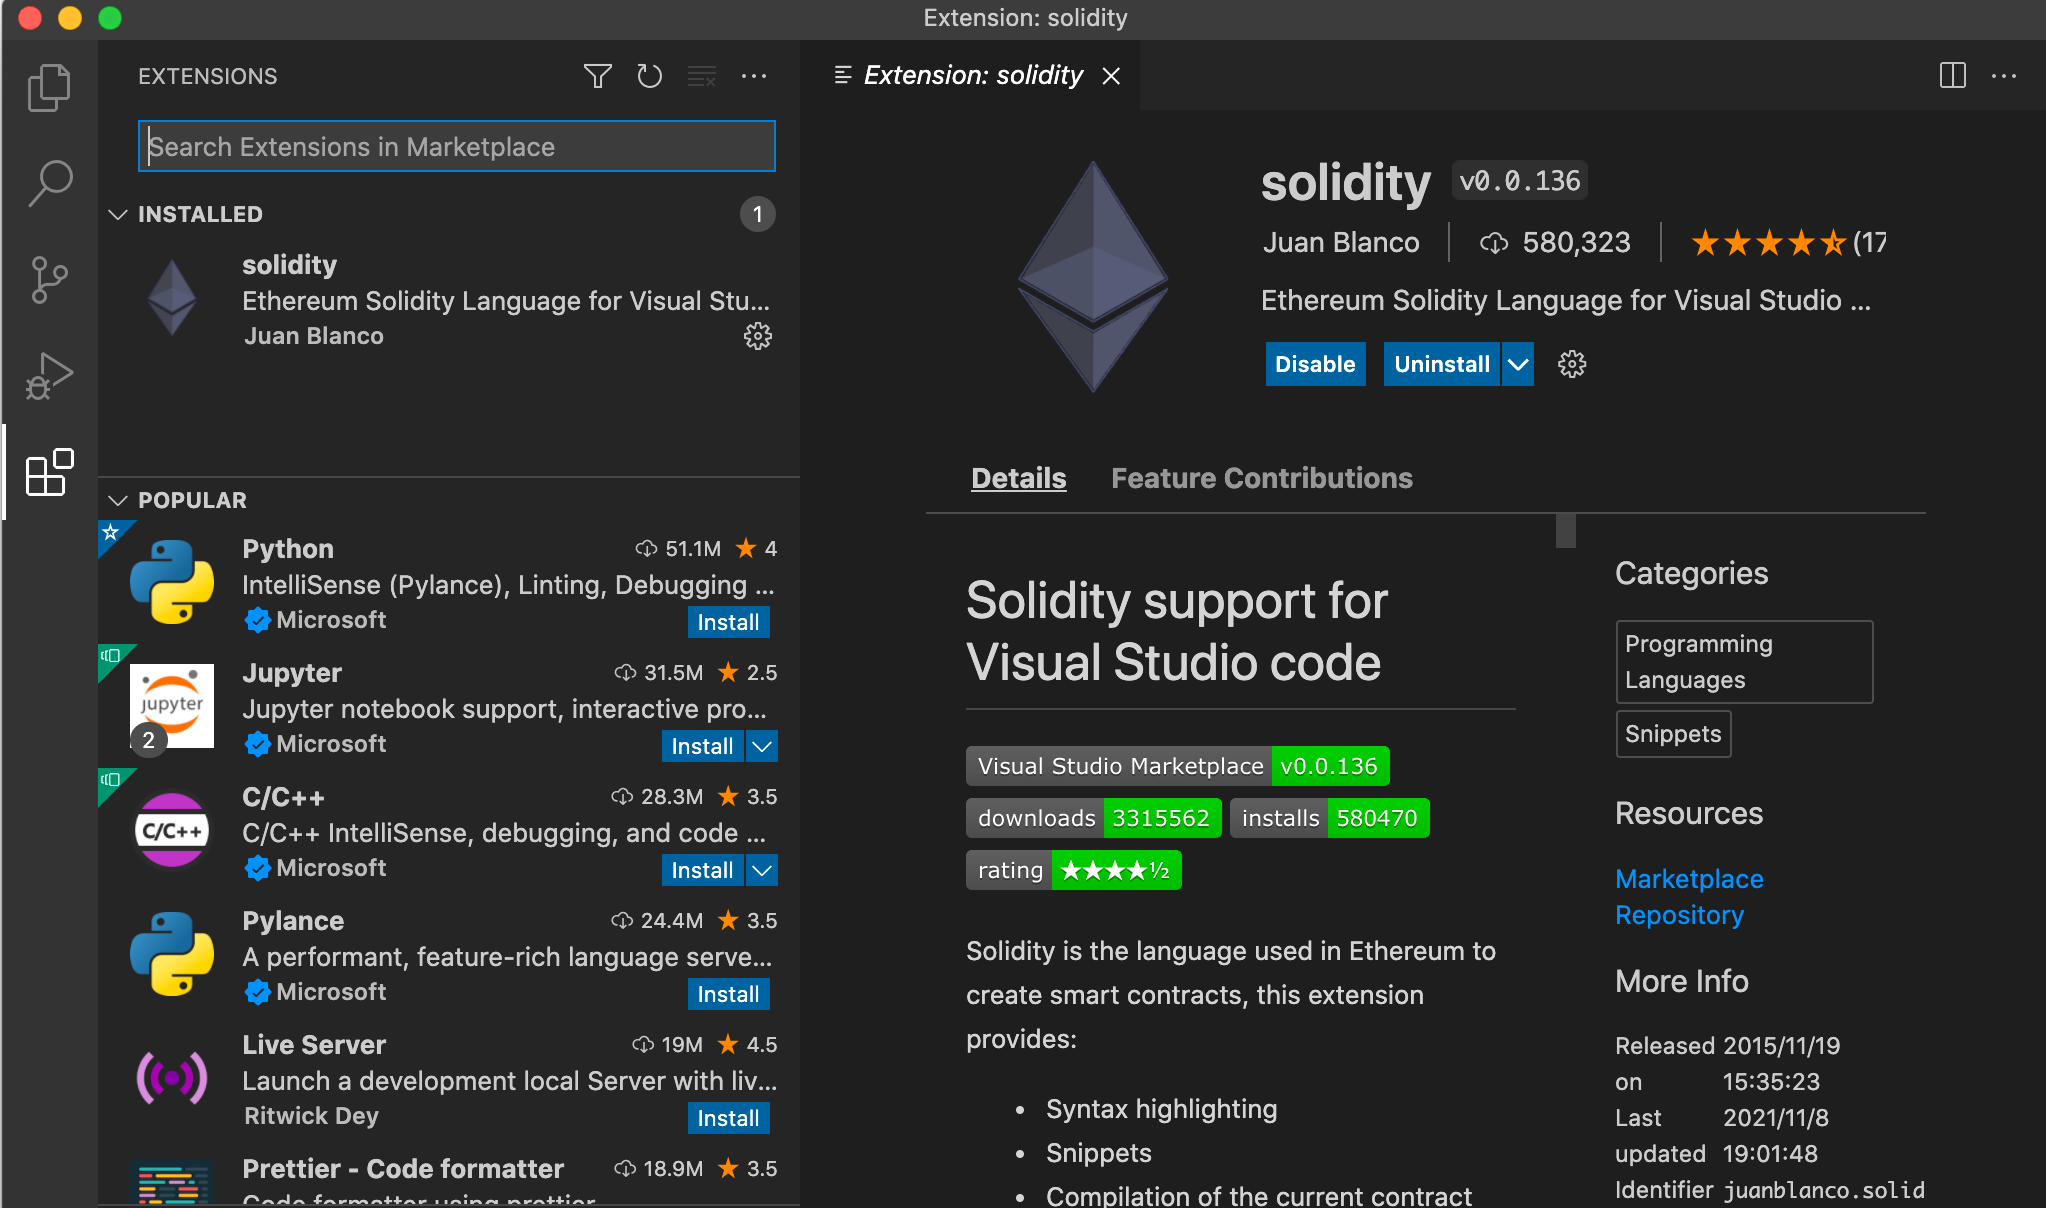 Extension: solidity
EXTENSIONS
Search Extensions in Marketplace
INSTALLED
1
solidity
Ethereum Solidity Language for Visual Stu...
Juan Blanco
POPULAR
Python
51.1M ★ 4
IntelliSense (Pylance), Linting, Debugging ...
Microsoft
Install
Jupyter
31.5M ★ 2.5
jupyter
2
Jupyter notebook support, interactive pro...
Microsoft
Install
C/C++
28.3M ★ 3.5
C/C++
C/C++ IntelliSense, debugging, and code ...
Microsoft
Install
Pylance
24.4M ★ 3.5
A performant, feature-rich language serve...
Microsoft
Install
Live Server
19M ★ 4.5
Launch a development local Server with liv...
Ritwick Dey
Install
Prettier - Code formatter
18.9M ★ 3.5
Code formatter using prettier
Extension: solidity
solidity v0.0.136
Juan Blanco
580,323
★★★★ (17
Ethereum Solidity Language for Visual Studio ...
Disable
Uninstall
Details
Feature Contributions
Solidity support for
Visual Studio code
Visual Studio Marketplace v0.0.136
downloads 3315562 installs 580470
rating ★★★★½
Solidity is the language used in Ethereum to
create smart contracts, this extension
provides:
• Syntax highlighting
• Snippets
• Compilation of the current contract
Categories
Programming
Languages
Snippets
Resources
Marketplace
Repository
More Info
Released 2015/11/19
on 15:35:23
Last 2021/11/8
updated 19:01:48
Identifier juanblanco.solid